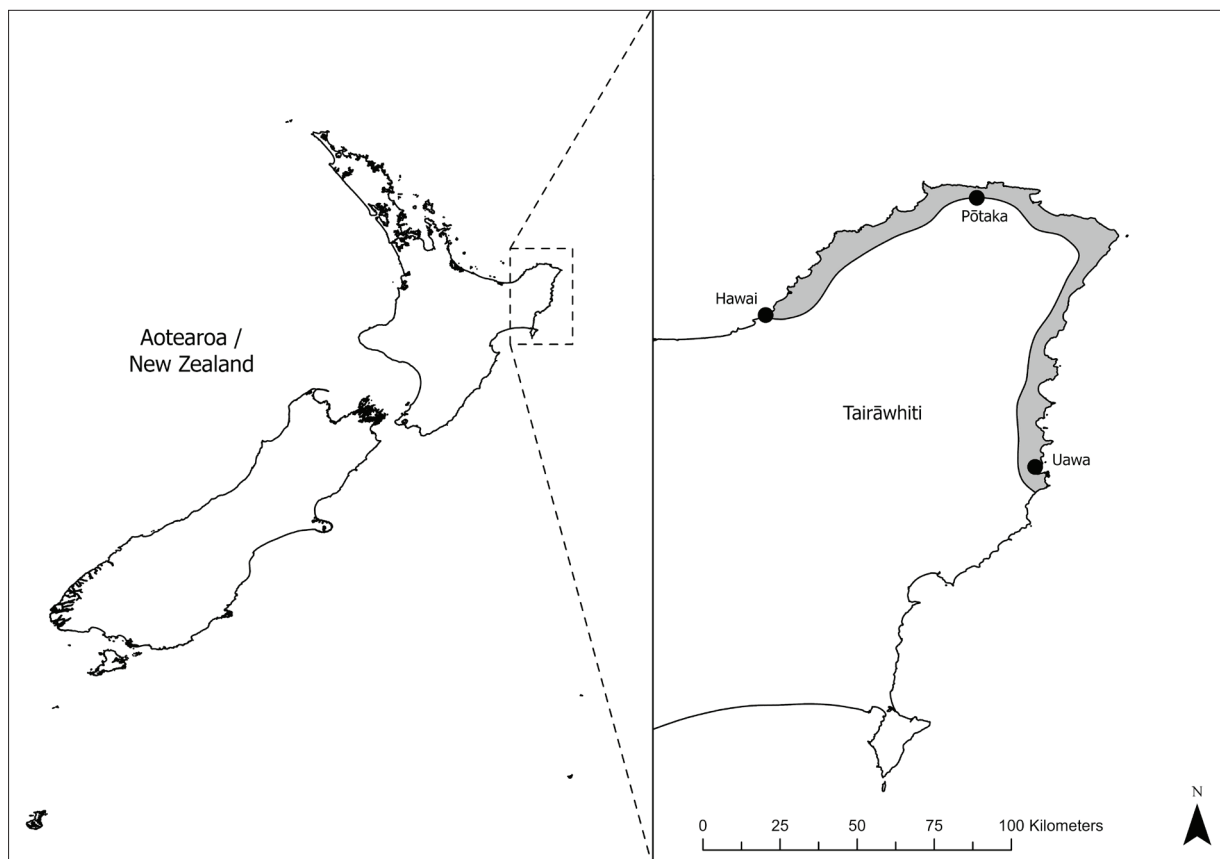 Aotearoa /
New Zealand
Pōtaka
Hawai
Tairāwhiti
Uawa
N
0 25 50 75 100 Kilometers